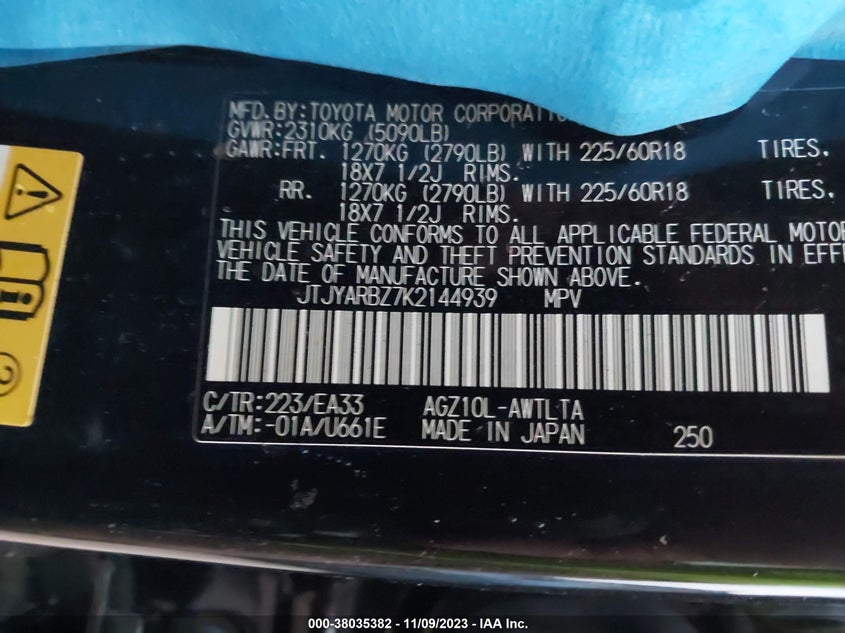 MFD.BY:TOYOTA MOTOR CORPORATIO
GVWR:2310KG (5090LB)
GAWR:FRT. 1270KG (2790LB) WITH 225/60R18 TIRES.
18X7 1/2J RIMS.
RR. 1270KG (2790LB) WITH 225/60R18 TIRES.
18X7 1/2J RIMS.
THIS VEHICLE CONFORMS TO ALL APPLICABLE FEDERAL MOTOR
VEHICLE SAFETY AND THEFT PREVENTION STANDARDS IN EFFE
THE DATE OF MANUFACTURE SHOWN ABOVE.
JTJYARBZ7K2144939 MPV
C/TR:223/EA33 AGZ10L-AWTLTA
A/TM:-01A/U661E MADE IN JAPAN 250
2
000-38035382 - 11/09/2023 - IAA Inc.